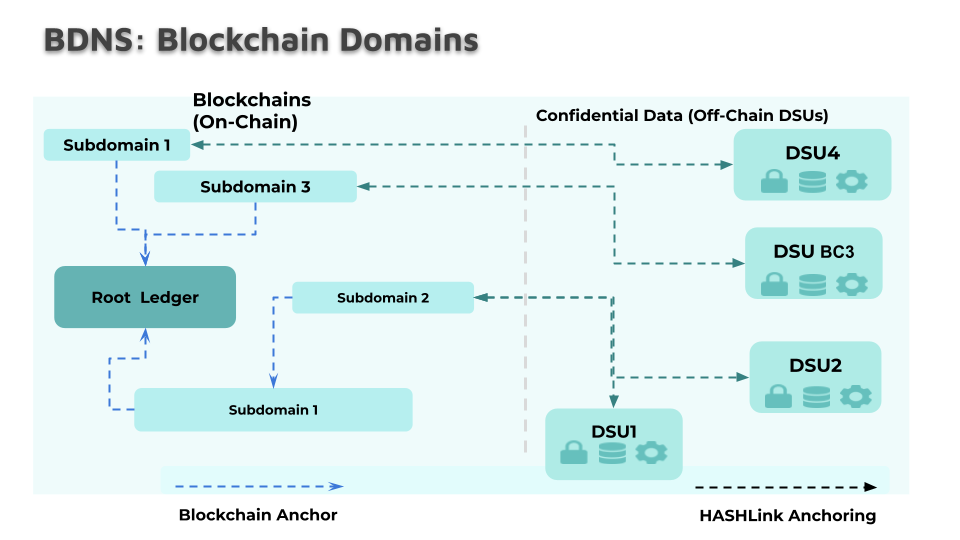 BDNS: Blockchain Domains
Blockchains
(On-Chain)
Confidential Data (Off-Chain DSUs)
Subdomain 1
DSU4
Subdomain 3
DSU BC3
Root  Ledger
Subdomain 2
DSU2
Subdomain 1
DSU1
Blockchain Anchor
HASHLink Anchoring